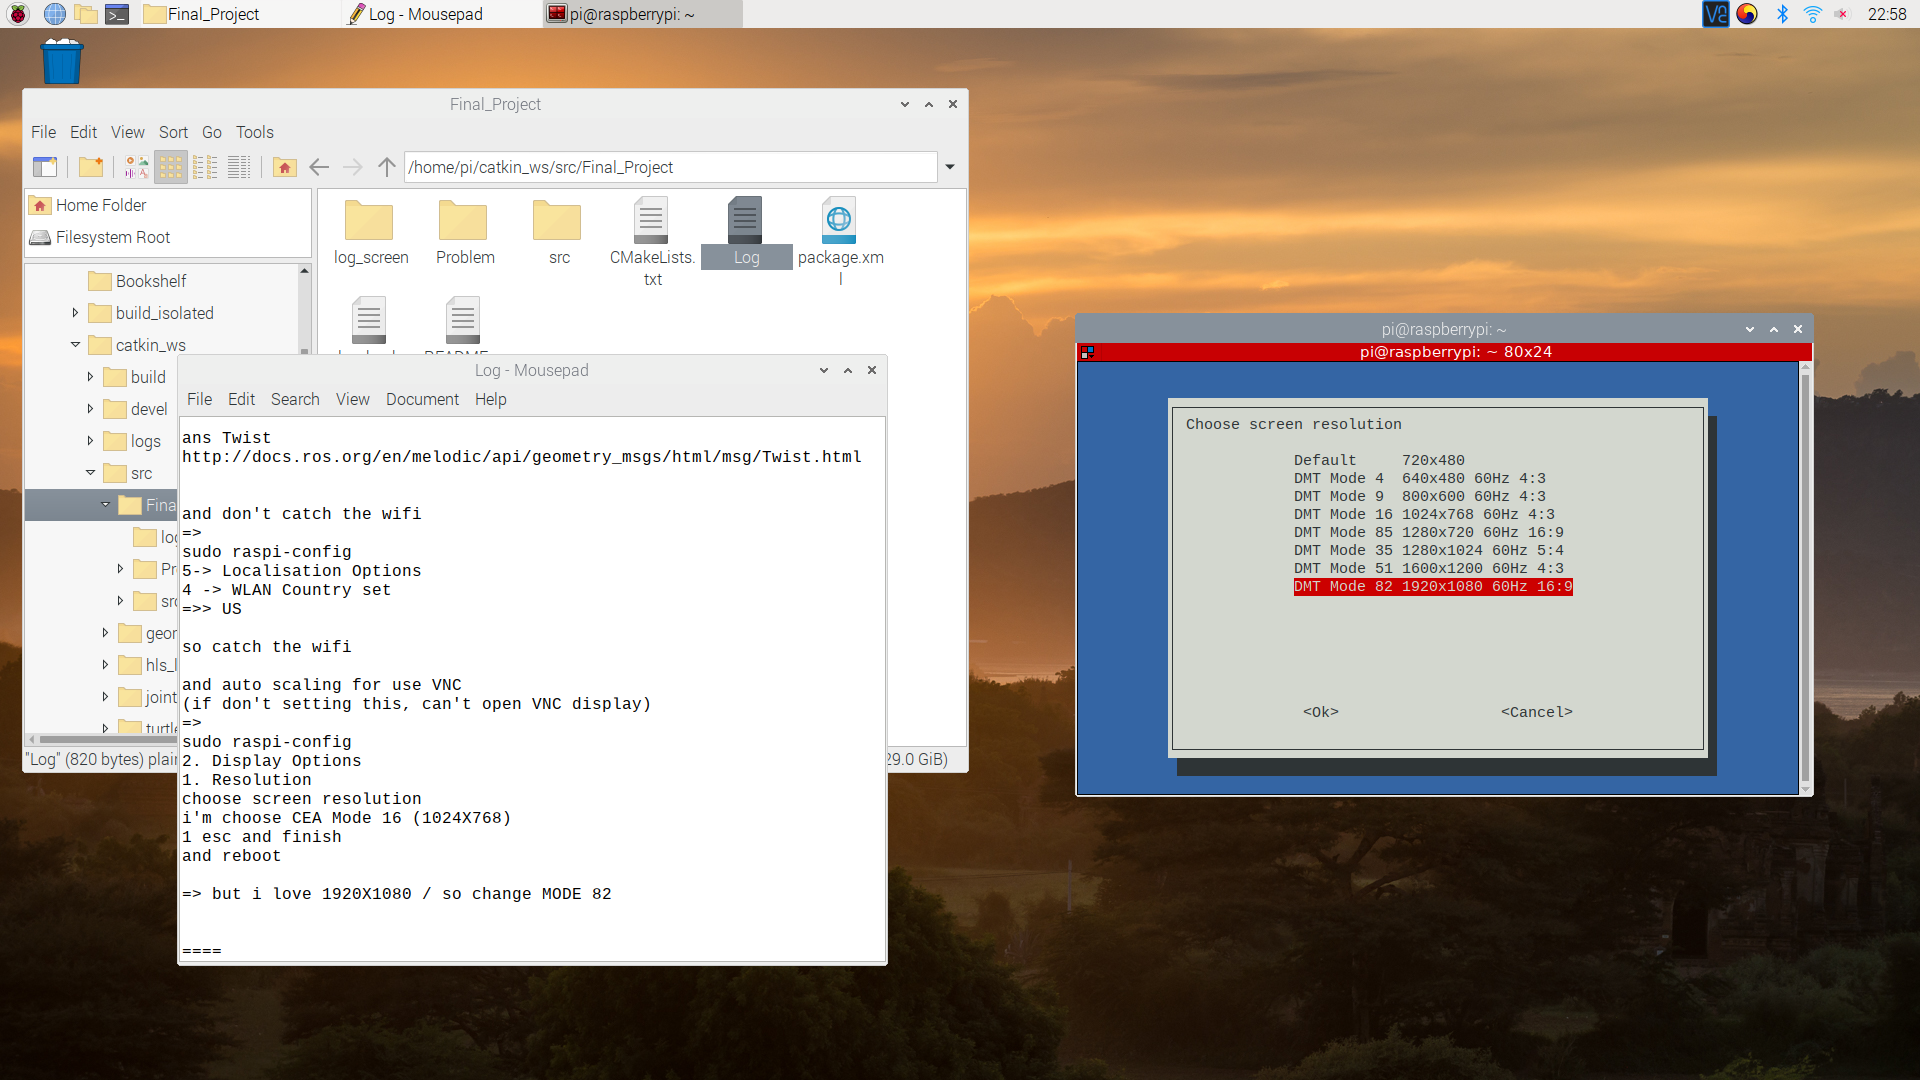 Final_Project
Log - Mousepad
pi@raspberrypi: ~
22:58
Final_Project
File Edit View Sort Go Tools
/home/pi/catkin_ws/src/Final_Project
Home Folder
Filesystem Root
Bookshelf
build_isolated
catkin_ws
build
devel
logs
src
Fina
log
Pr
src
geor
hls_l
joint
turtl
log_screen
Problem
src
CMakeLists.
txt
Log
package.xm
l
README
"Log" (820 bytes) plain
29.0 GiB)
Log - Mousepad
File Edit Search View Document Help
ans Twist
http://docs.ros.org/en/melodic/api/geometry_msgs/html/msg/Twist.html
and don't catch the wifi
=>
sudo raspi-config
5-> Localisation Options
4 -> WLAN Country set
=>> US
so catch the wifi
and auto scaling for use VNC
(if don't setting this, can't open VNC display)
=>
sudo raspi-config
2. Display Options
1. Resolution
choose screen resolution
i'm choose CEA Mode 16 (1024X768)
1 esc and finish
and reboot
=> but i love 1920X1080 / so change MODE 82
====
pi@raspberrypi: ~
pi@raspberrypi: ~ 80x24
Choose screen resolution
Default 720x480
DMT Mode 4 640x480 60Hz 4:3
DMT Mode 9 800x600 60Hz 4:3
DMT Mode 16 1024x768 60Hz 4:3
DMT Mode 85 1280x720 60Hz 16:9
DMT Mode 35 1280x1024 60Hz 5:4
DMT Mode 51 1600x1200 60Hz 4:3
DMT Mode 82 1920x1080 60Hz 16:9
<Ok> <Cancel>